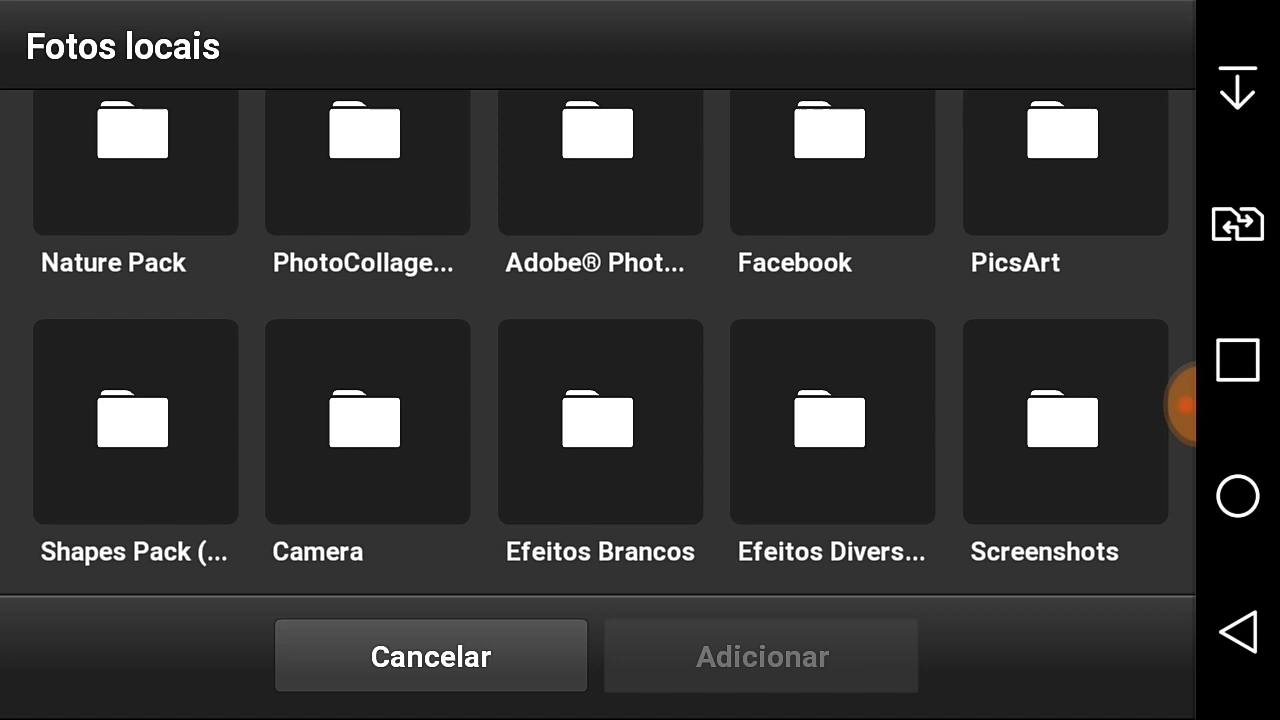 Fotos locais
Nature Pack
PhotoCollage...
Adobe® Phot...
Facebook
PicsArt
Shapes Pack (...
Camera
Efeitos Brancos
Efeitos Divers...
Screenshots
Cancelar
Adicionar